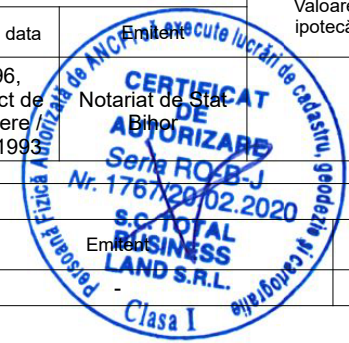 Valoare
ipotecă
data
Emitent
96,
ct de
ere /
1993
Notariat de Stat
Bihor
Emitent
-
Persoană Fizică Autorizată de ANCPI să execute lucrări de cadastru, geodezie și cartografie
CERTIFICAT
DE
AUTORIZARE
Seria RO-B-J
Nr. 1767/20.02.2020
S.C. TOTAL
BUSINESS
LAND S.R.L.
Clasa I